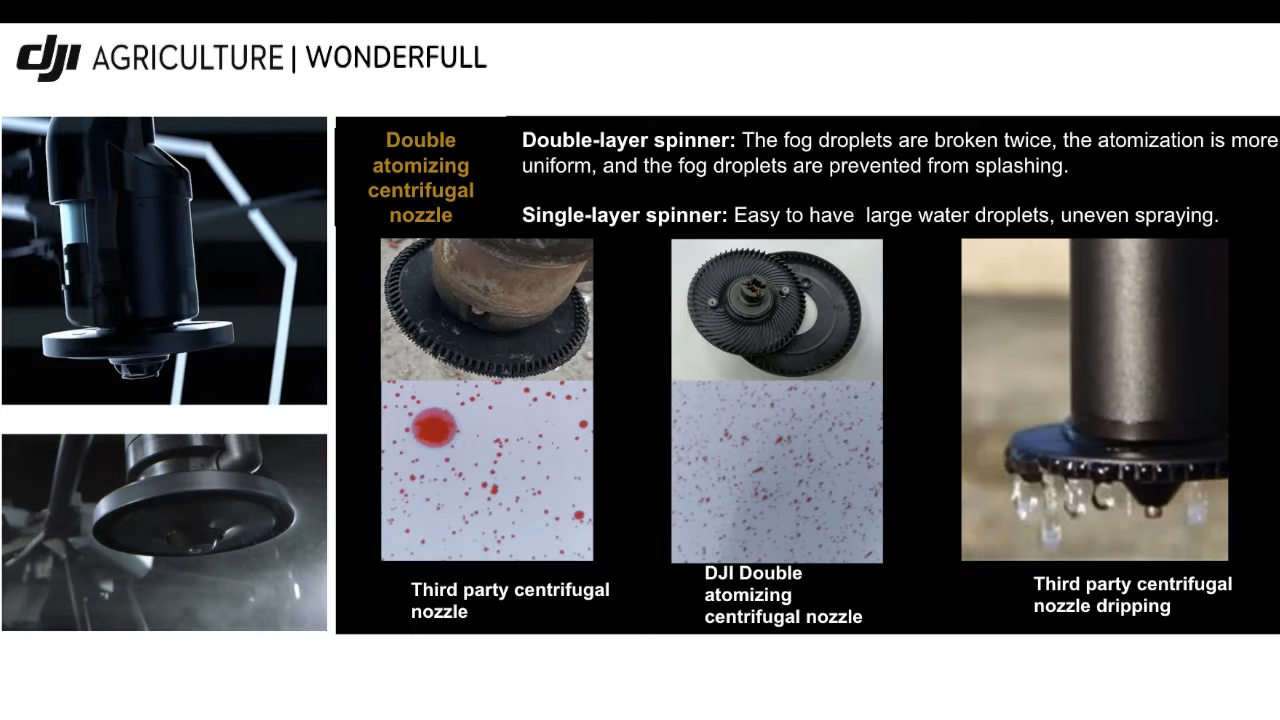 dji AGRICULTURE | WONDERFULL
Double
atomizing
centrifugal
nozzle
Double-layer spinner: The fog droplets are broken twice, the atomization is more
uniform, and the fog droplets are prevented from splashing.
Single-layer spinner: Easy to have large water droplets, uneven spraying.
Third party centrifugal
nozzle
DJI Double
atomizing
centrifugal nozzle
Third party centrifugal
nozzle dripping